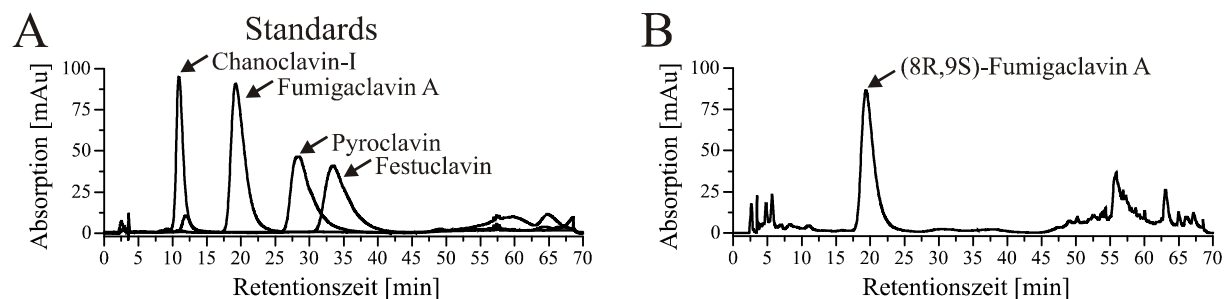 A
Standards
Chanoclavin-I
Fumigaclavin A
Pyroclavin
Festuclavin
100
75
50
25
0
Absorption [mAu]
0 5 10 15 20 25 30 35 40 45 50 55 60 65 70
Retentionszeit [min]
B
(8R,9S)-Fumigaclavin A
100
75
50
25
0
Absorption [mAu]
0 5 10 15 20 25 30 35 40 45 50 55 60 65 70
Retentionszeit [min]